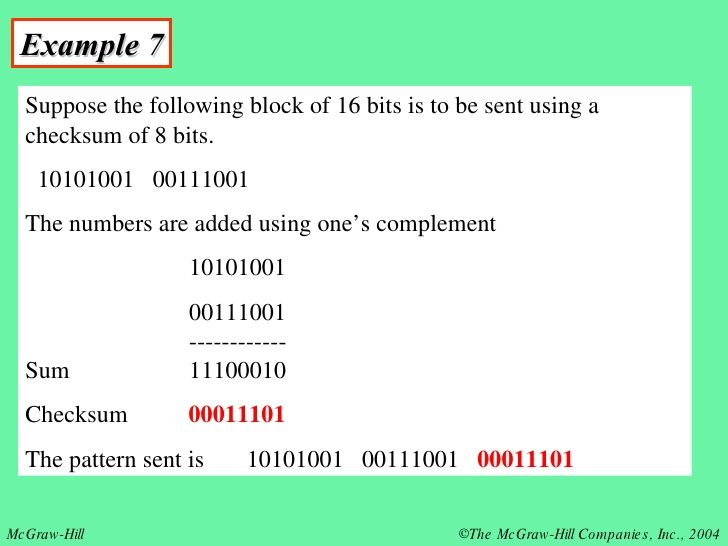 Example 7
Suppose the following block of 16 bits is to be sent using a
checksum of 8 bits.
10101001 00111001
The numbers are added using one’s complement
10101001
00111001
------------
Sum 11100010
Checksum 00011101
The pattern sent is 10101001 00111001 00011101
McGraw-Hill ©The McGraw-Hill Companies, Inc., 2004